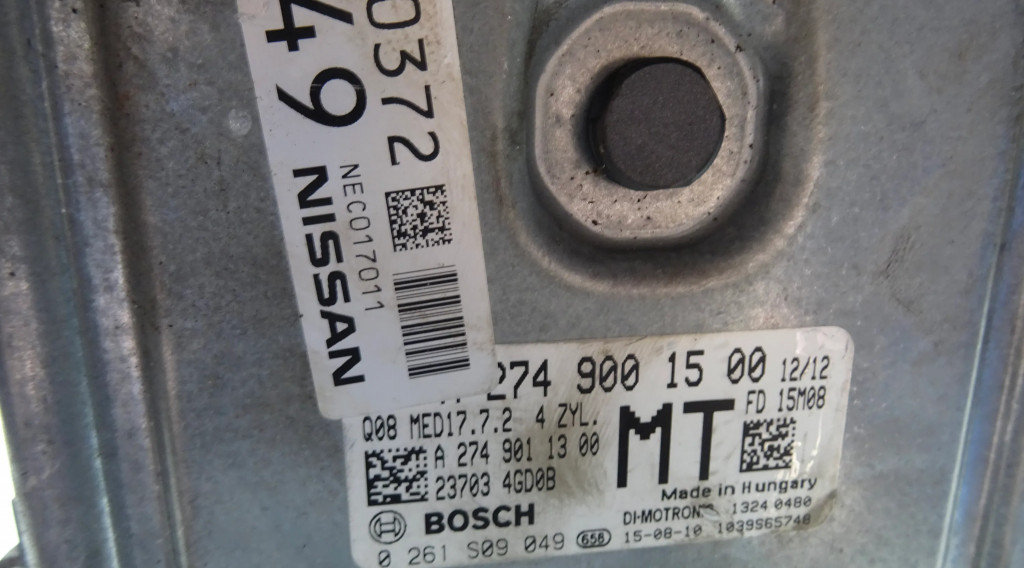 49 NISSAN
0372
NEC017011
274 900 15 00 12/12
Q08 MED17.7.2 4 ZYL.
FD 15M08
MT
A 274 901 13 00
23703 4GD0B
Made in Hungary
BOSCH
DI-MOTRONIC 1324 0480
0 261 S09 049 658 15-08-10 1039S65748